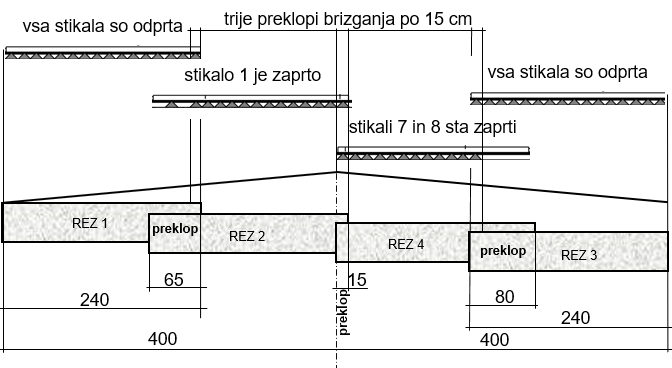 trije preklopi brizganja po 15 cm
vsa stikala so odprta
stikalo 1 je zaprto
vsa stikala so odprta
stikali 7 in 8 sta zaprti
REZ 1
preklop
REZ 2
REZ 4
preklop
REZ 3
65
15
80
240
preklop
240
400
400